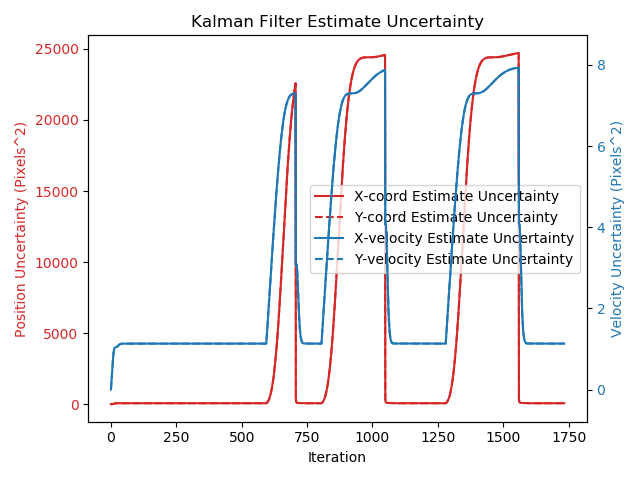 Kalman Filter Estimate Uncertainty
25000
20000
15000
10000
5000
0
Position Uncertainty (Pixels^2)
8
6
4
2
0
Velocity Uncertainty (Pixels^2)
X-coord Estimate Uncertainty
Y-coord Estimate Uncertainty
X-velocity Estimate Uncertainty
Y-velocity Estimate Uncertainty
0 250 500 750 1000 1250 1500 1750
Iteration